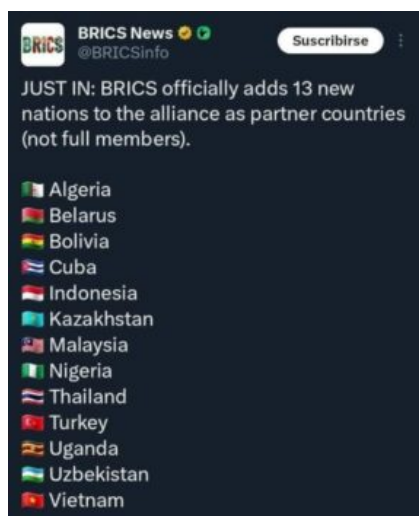 BRICS
BRICS News
@BRICSinfo
Suscribirse
JUST IN: BRICS officially adds 13 new
nations to the alliance as partner countries
(not full members).
Algeria
Belarus
Bolivia
Cuba
Indonesia
Kazakhstan
Malaysia
Nigeria
Thailand
Turkey
Uganda
Uzbekistan
Vietnam